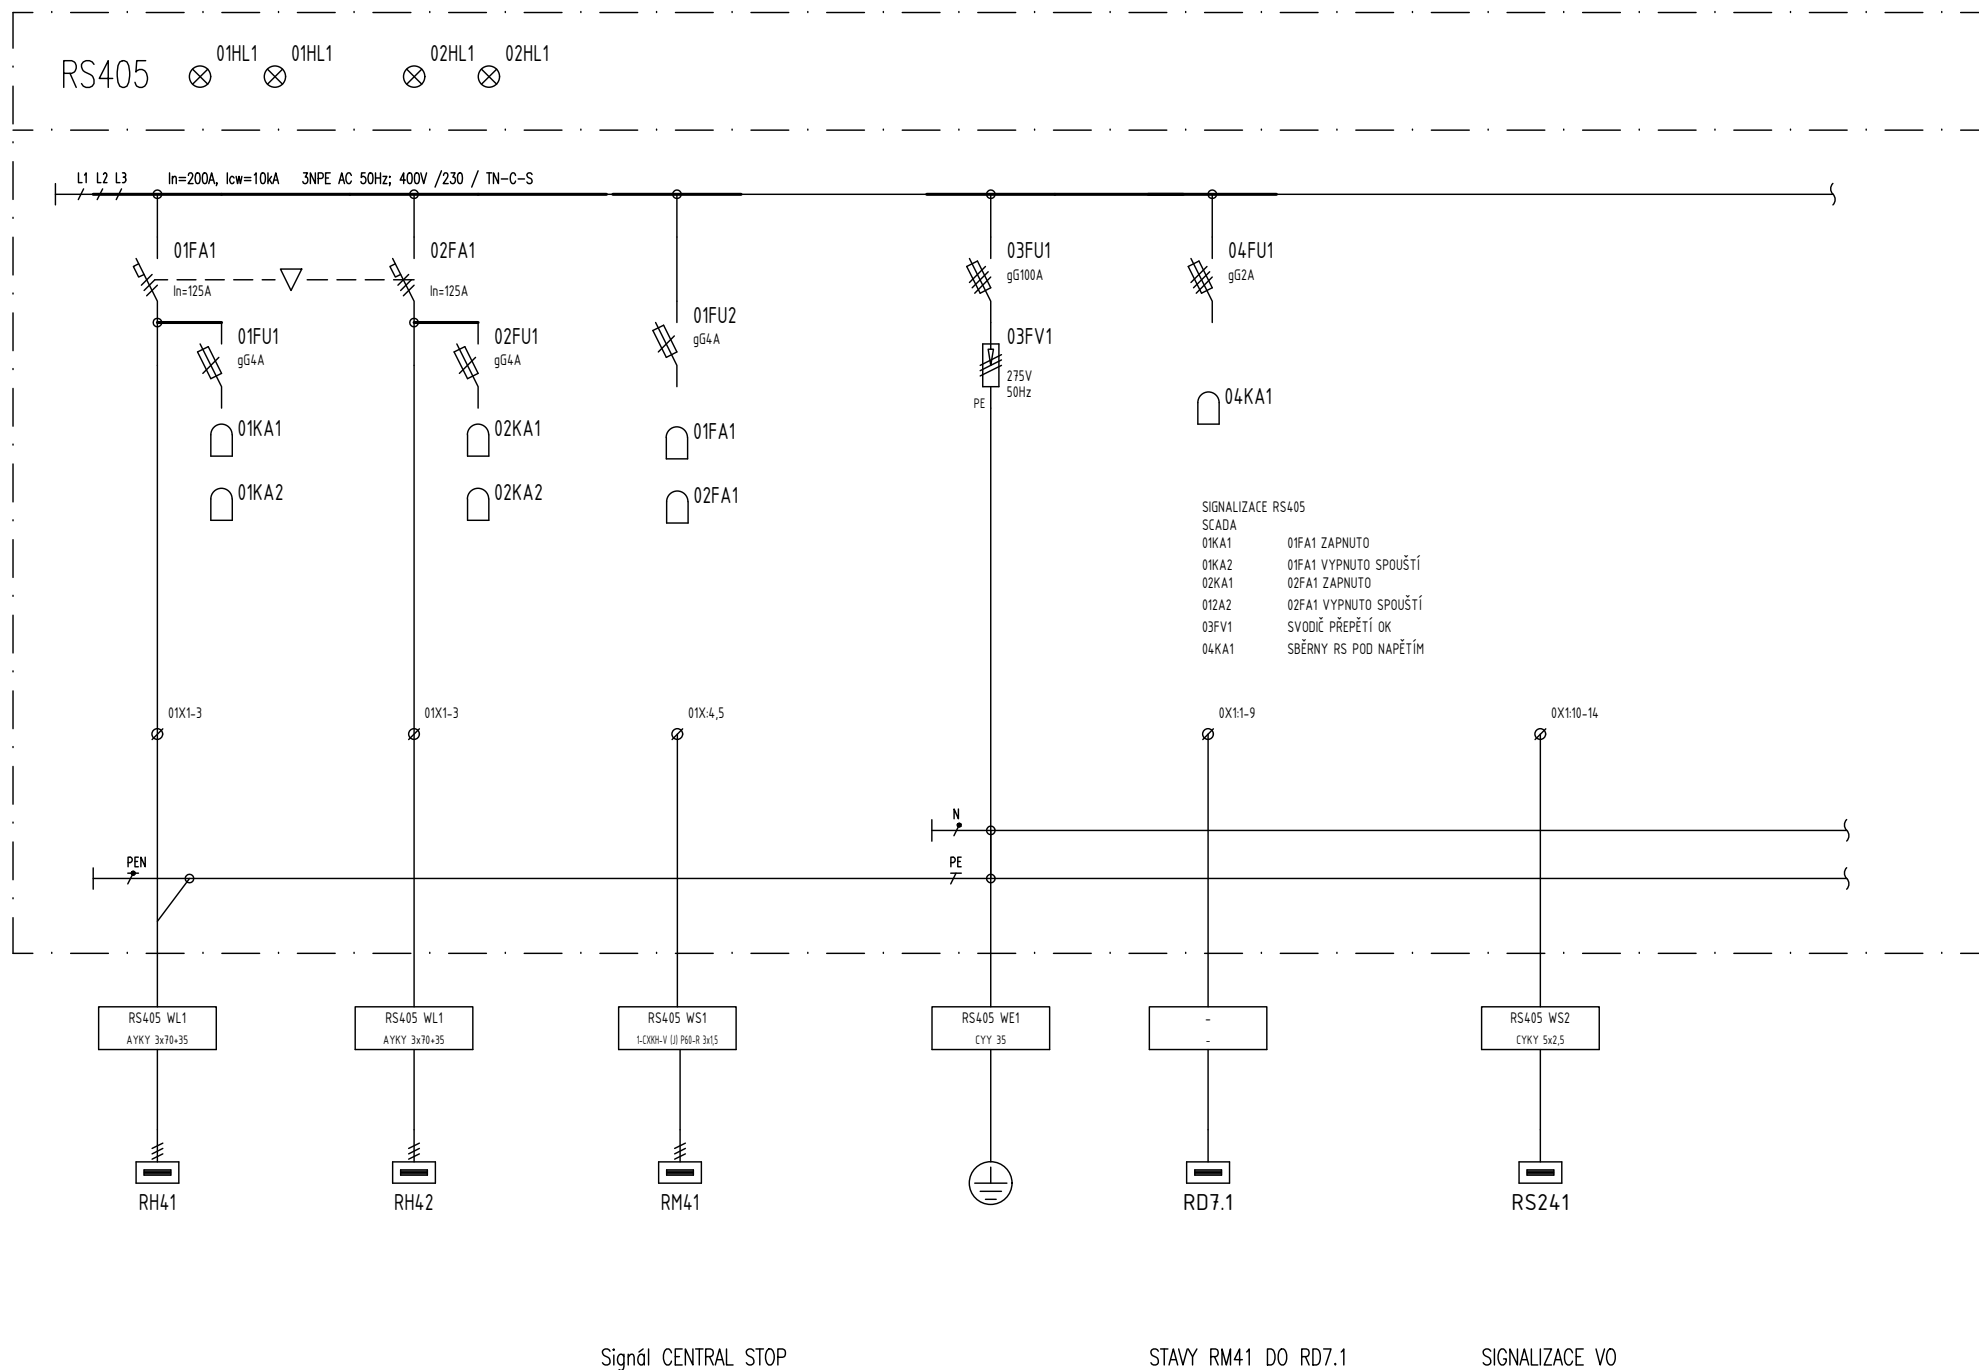 RS405
01HL1 01HL1 02HL1 02HL1
L1 L2 L3 In=200A, Icw=10kA 3NPE AC 50Hz; 400V /230 / TN-C-S
01FA1
In=125A
02FA1
In=125A
01FU1
gG4A
02FU1
gG4A
01FU2
gG4A
03FU1
gG100A
04FU1
gG2A
03FV1
275V
50Hz
PE
01KA1
02KA1
01FA1
04KA1
01KA2
02KA2
02FA1
SIGNALIZACE RS405
SCADA
01KA1 01FA1 ZAPNUTO
01KA2 01FA1 VYPNUTO SPOUŠTÍ
02KA1 02FA1 ZAPNUTO
012A2 02FA1 VYPNUTO SPOUŠTÍ
03FV1 SVODIČ PŘEPĚTÍ OK
04KA1 SBĚRNY RS POD NAPĚTÍM
01X1-3 01X1-3 01X:4,5 0X1:1-9 0X1:10-14
N
PEN PE
RS405 WL1
AYKY 3x70+35
RS405 WL1
AYKY 3x70+35
RS405 WS1
1-CXKH-V (J) P60-R 3x1,5
RS405 WE1
CYY 35
-
-
RS405 WS2
CYKY 5x2,5
RH41 RH42 RM41 RD7.1 RS241
Signál CENTRAL STOP STAVY RM41 DO RD7.1 SIGNALIZACE VO